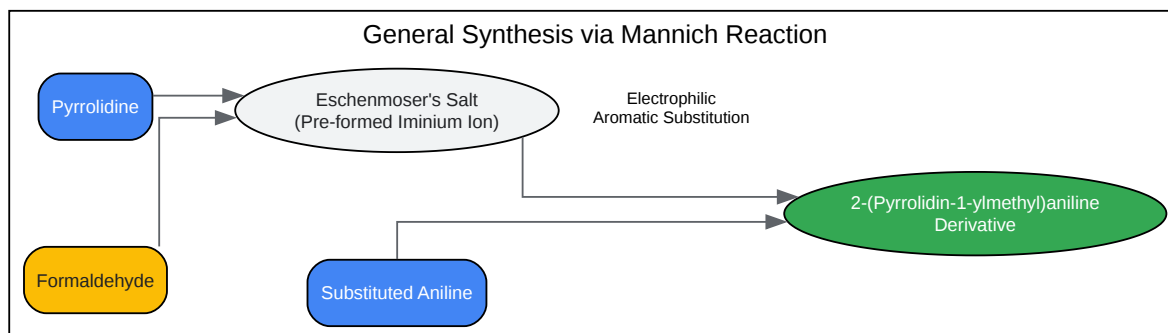 General Synthesis via Mannich Reaction
Pyrrolidine
Eschenmoser's Salt
(Pre-formed Iminium Ion)
Electrophilic
Aromatic Substitution
2-(Pyrrolidin-1-ylmethyl)aniline
Derivative
Formaldehyde
Substituted Aniline